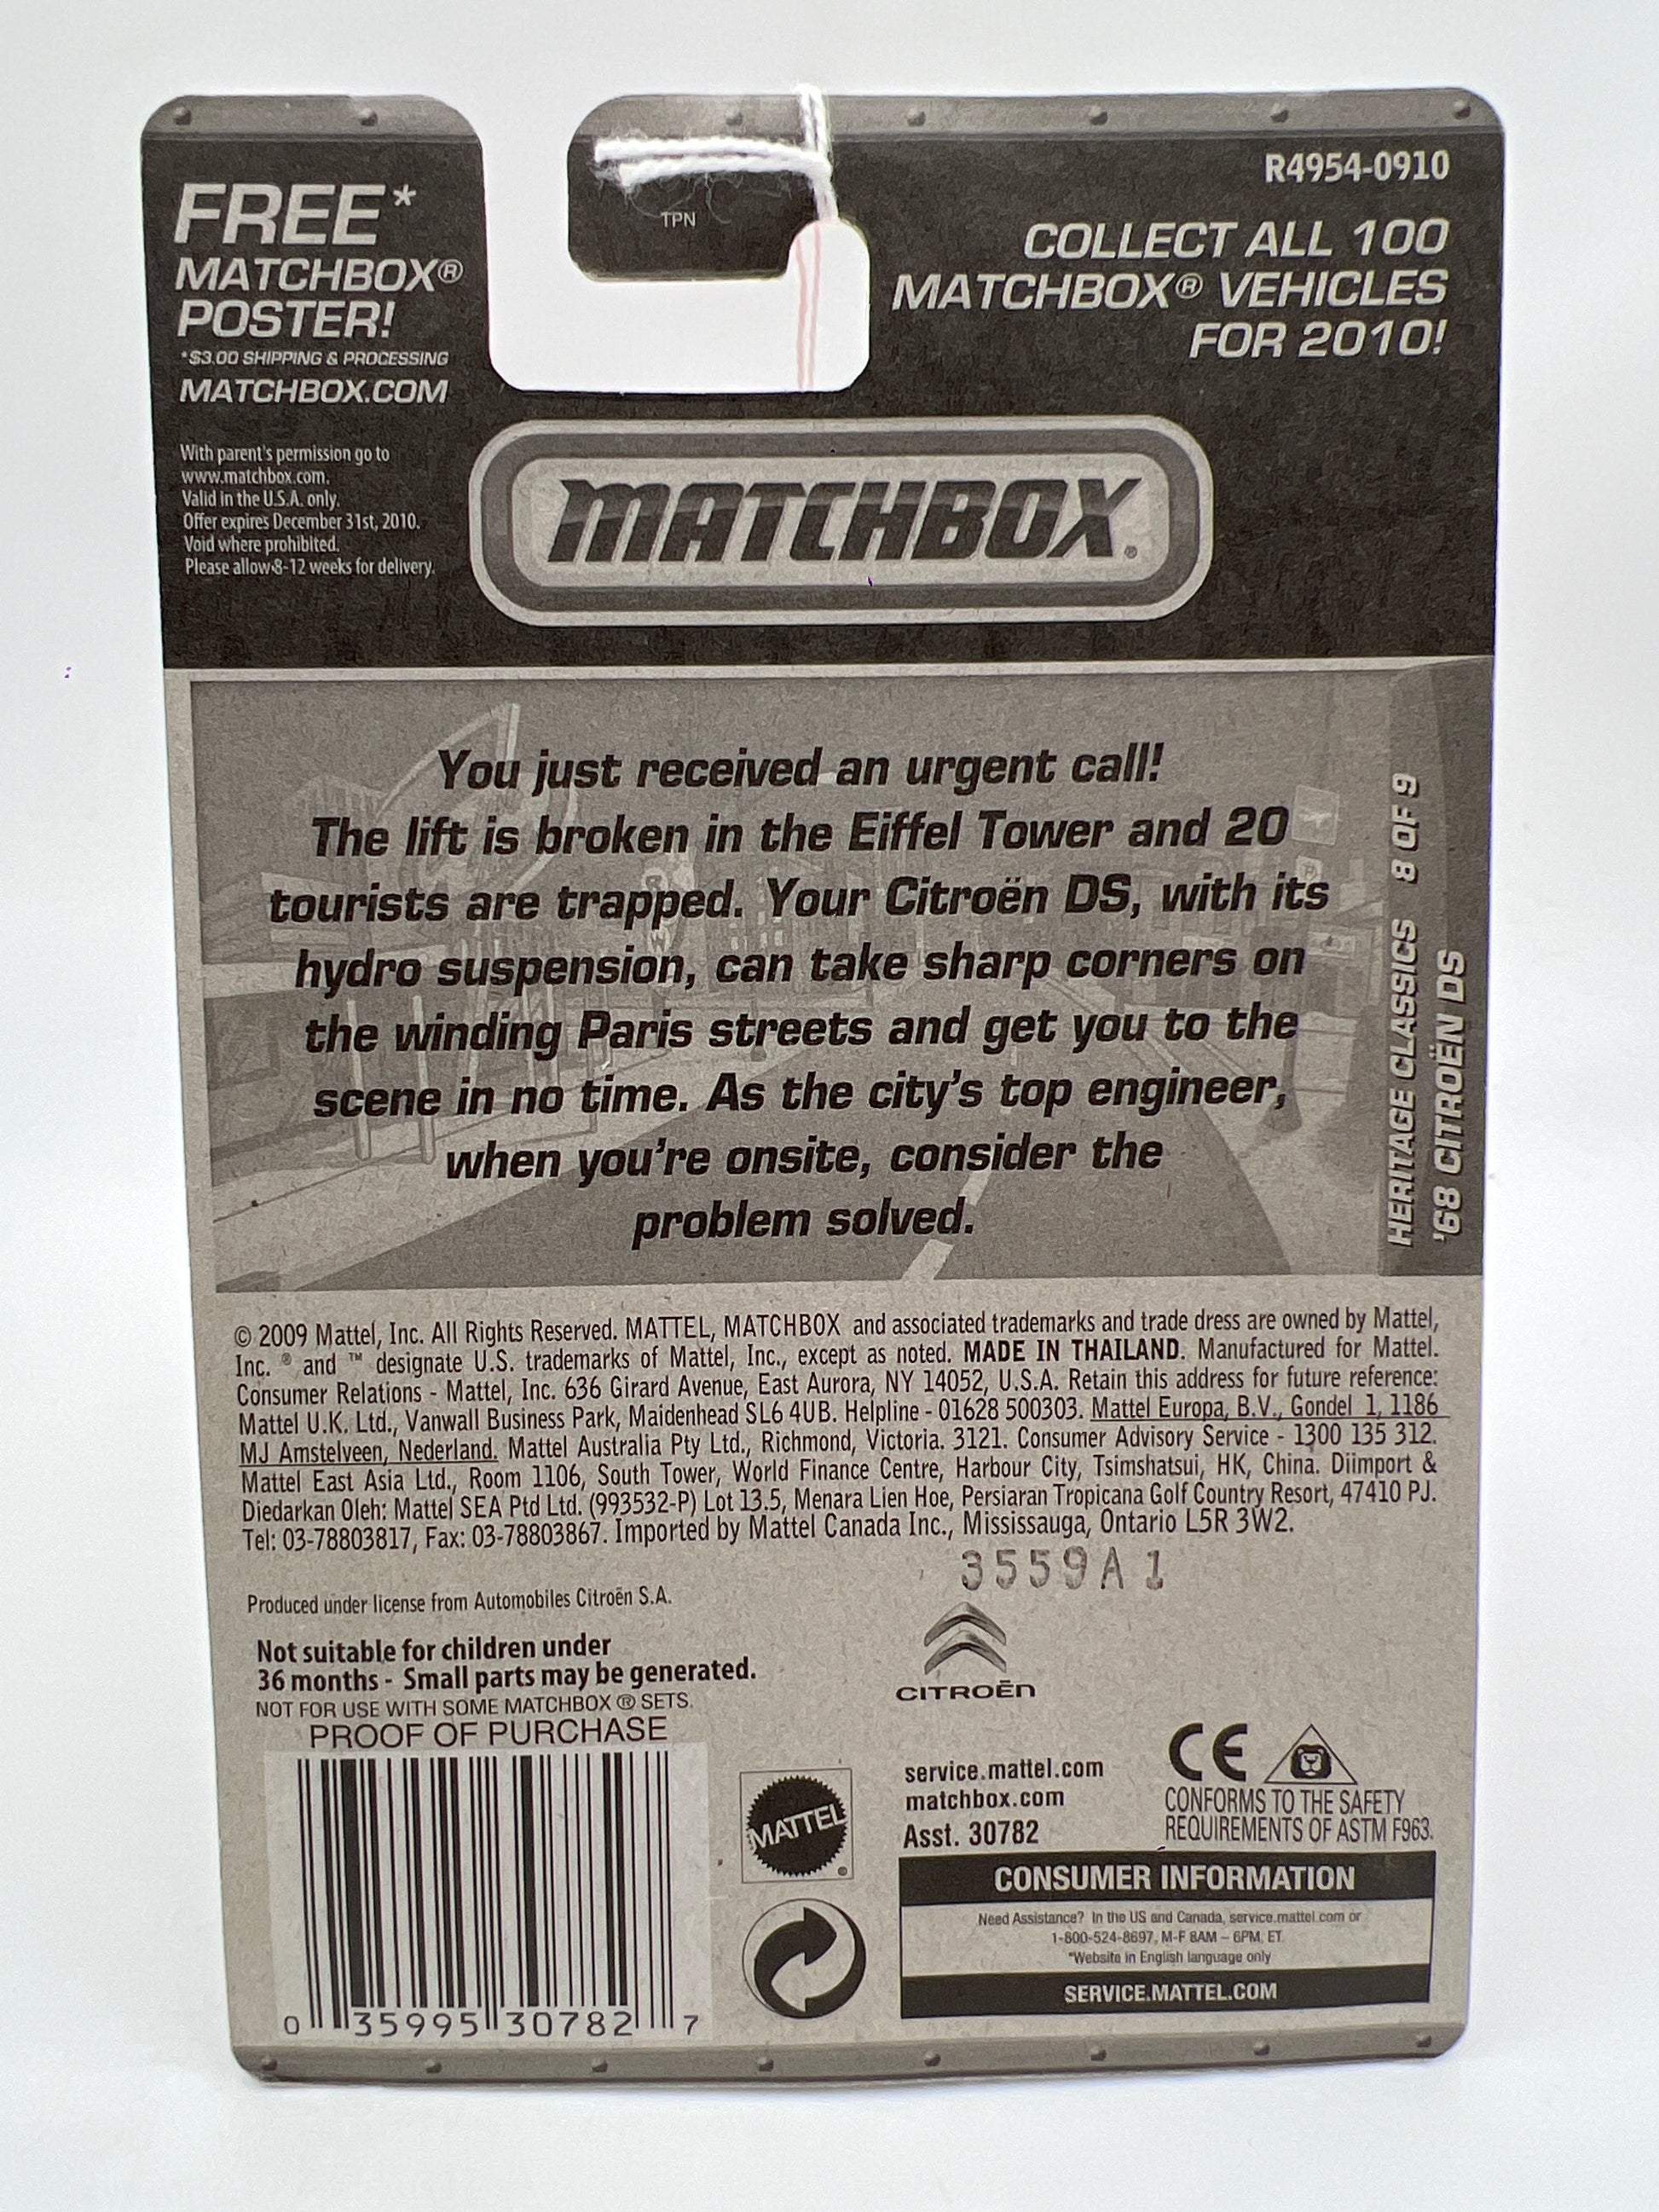 FREE*
MATCHBOX®
POSTER!
*$3.00 SHIPPING & PROCESSING
MATCHBOX.COM
With parent's permission go to
www.matchbox.com.
Valid in the U.S.A. only.
Offer expires December 31st, 2010.
Void where prohibited.
Please allow 8-12 weeks for delivery.
TPN
R4954-0910
COLLECT ALL 100
MATCHBOX® VEHICLES
FOR 2010!
MATCHBOX®
You just received an urgent call!
The lift is broken in the Eiffel Tower and 20
tourists are trapped. Your Citroën DS, with its
hydro suspension, can take sharp corners on
the winding Paris streets and get you to the
scene in no time. As the city's top engineer,
when you're onsite, consider the
problem solved.
HERITAGE CLASSICS 8 OF 9
'68 CITROËN DS
© 2009 Mattel, Inc. All Rights Reserved. MATTEL, MATCHBOX and associated trademarks and trade dress are owned by Mattel,
Inc. ® and ™ designate U.S. trademarks of Mattel, Inc., except as noted. MADE IN THAILAND. Manufactured for Mattel.
Consumer Relations - Mattel, Inc. 636 Girard Avenue, East Aurora, NY 14052, U.S.A. Retain this address for future reference:
Mattel U.K. Ltd., Vanwall Business Park, Maidenhead SL6 4UB. Helpline - 01628 500303. Mattel Europa, B.V., Gondel 1, 1186
MJ Amstelveen, Nederland. Mattel Australia Pty Ltd., Richmond, Victoria. 3121. Consumer Advisory Service - 1300 135 312.
Mattel East Asia Ltd., Room 1106, South Tower, World Finance Centre, Harbour City, Tsimshatsui, HK, China. Diimport &
Diedarkan Oleh: Mattel SEA Ptd Ltd. (993532-P) Lot 13.5, Menara Lien Hoe, Persiaran Tropicana Golf Country Resort, 47410 PJ.
Tel: 03-78803817, Fax: 03-78803867. Imported by Mattel Canada Inc., Mississauga, Ontario L5R 3W2.
3559A1
Produced under license from Automobiles Citroën S.A.
CITROËN
Not suitable for children under
36 months - Small parts may be generated.
NOT FOR USE WITH SOME MATCHBOX ® SETS.
PROOF OF PURCHASE
0 35995 30782 7
MATTEL®
service.mattel.com
matchbox.com
Asst. 30782
CE
CONFORMS TO THE SAFETY
REQUIREMENTS OF ASTM F963.
CONSUMER INFORMATION
Need Assistance? In the US and Canada, service.mattel.com or
1-800-524-8697, M-F 8AM – 6PM, ET.
*Website in English language only
SERVICE.MATTEL.COM